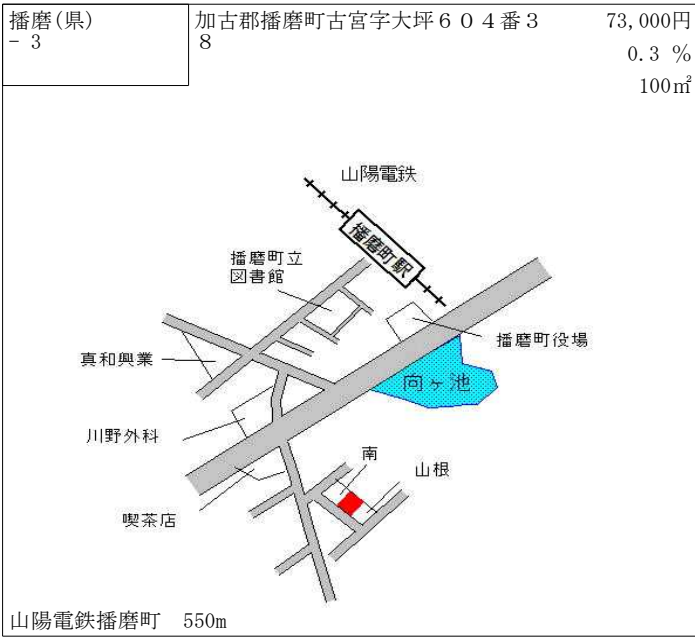 播磨(県)
- 3
加古郡播磨町古宮字大坪６０４番３
８
73,000円
0.3 %
100㎡
山陽電鉄
播磨町駅
播磨町立
図書館
播磨町役場
真和興業
向ヶ池
川野外科
南
山根
喫茶店
山陽電鉄播磨町　550m